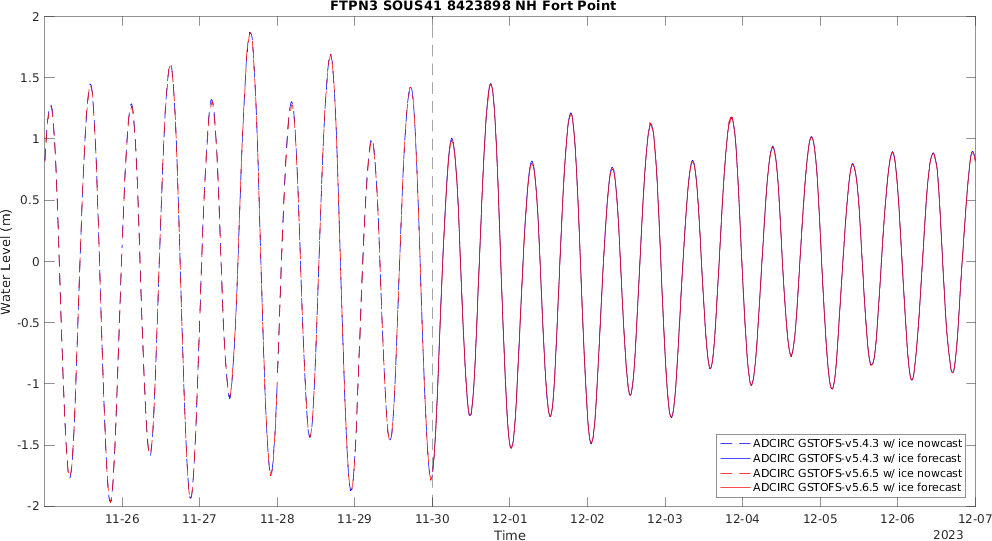 FTPN3 SOUS41 8423898 NH Fort Point
2
1.5
1
0.5
0
-0.5
-1
-1.5
-2
Water Level (m)
ADCIRC GSTOFS-v5.4.3 w/ ice nowcast
ADCIRC GSTOFS-v5.4.3 w/ ice forecast
ADCIRC GSTOFS-v5.6.5 w/ ice nowcast
ADCIRC GSTOFS-v5.6.5 w/ ice forecast
11-26 11-27 11-28 11-29 11-30 12-01 12-02 12-03 12-04 12-05 12-06 12-07
Time
2023